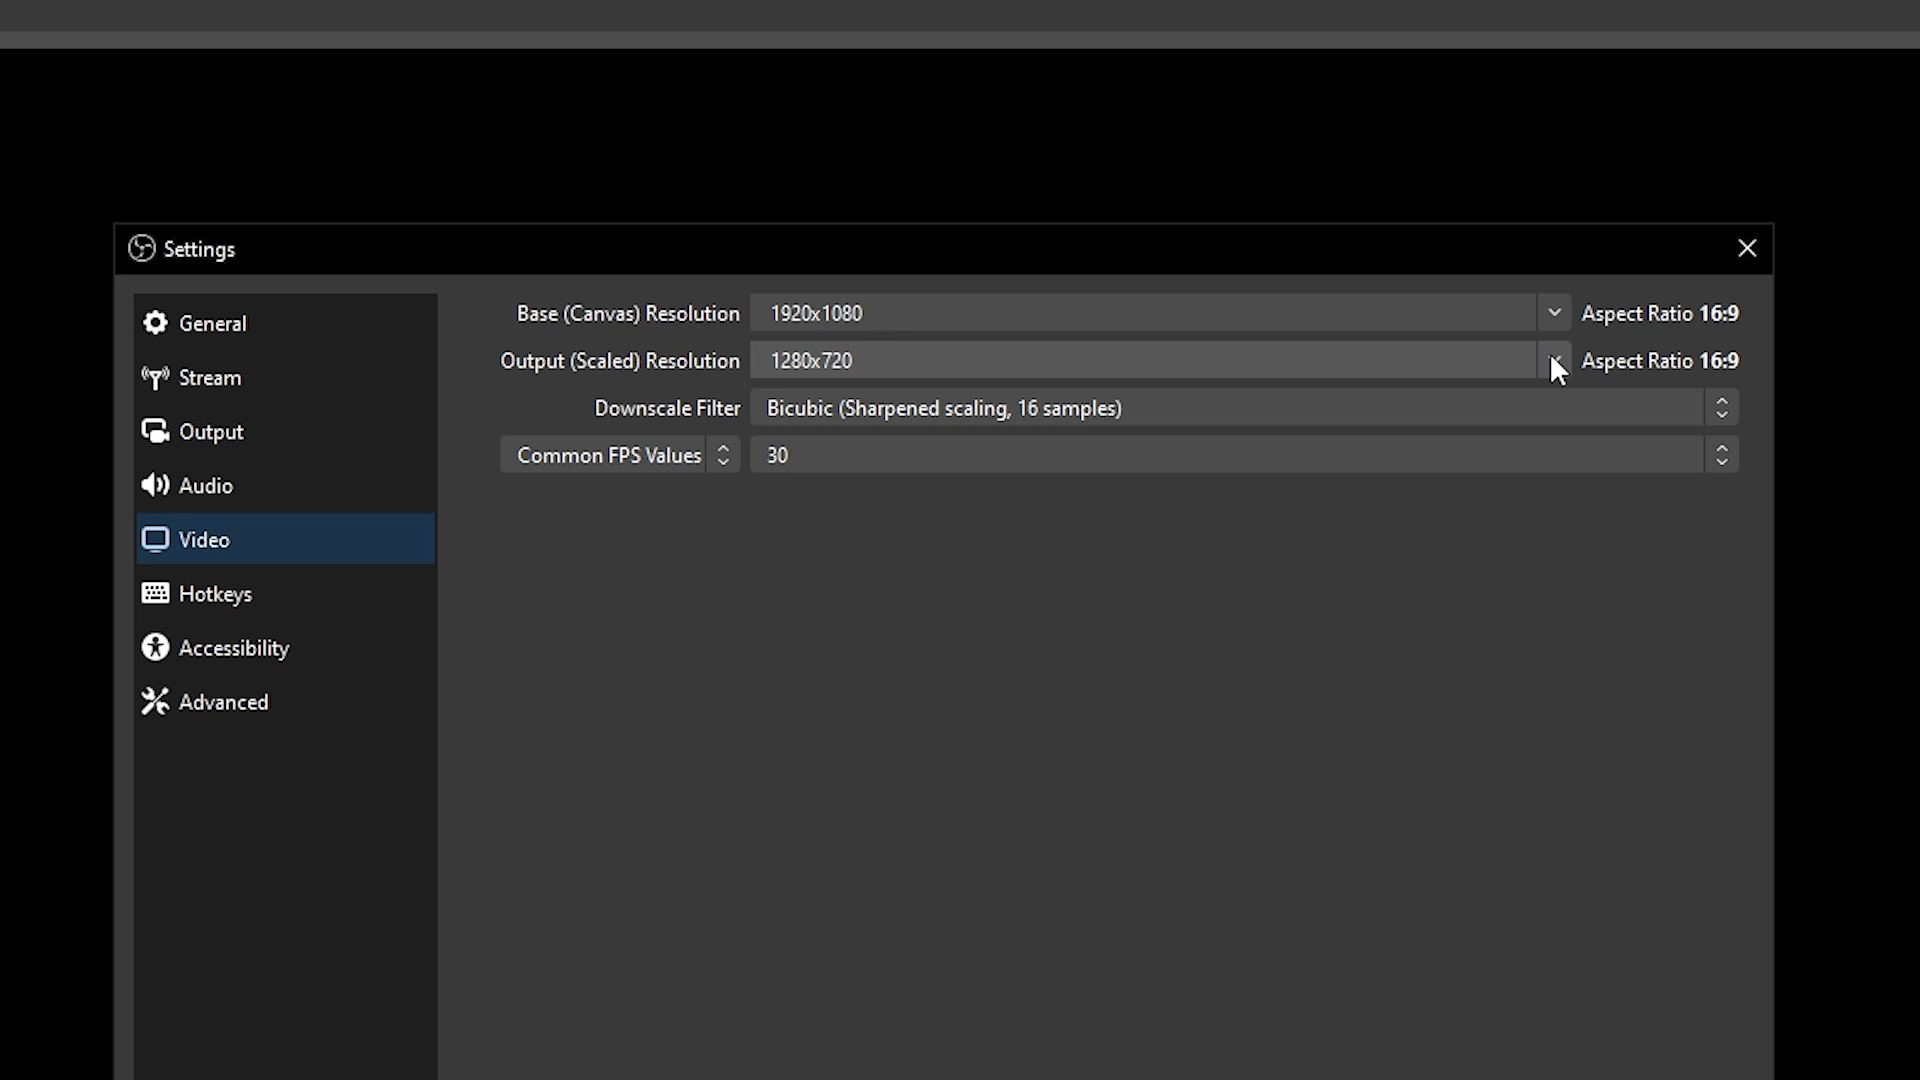 Settings
General
Stream
Output
Audio
Video
Hotkeys
Accessibility
Advanced
Base (Canvas) Resolution 1920x1080 Aspect Ratio 16:9
Output (Scaled) Resolution 1280x720 Aspect Ratio 16:9
Downscale Filter Bicubic (Sharpened scaling, 16 samples)
Common FPS Values 30